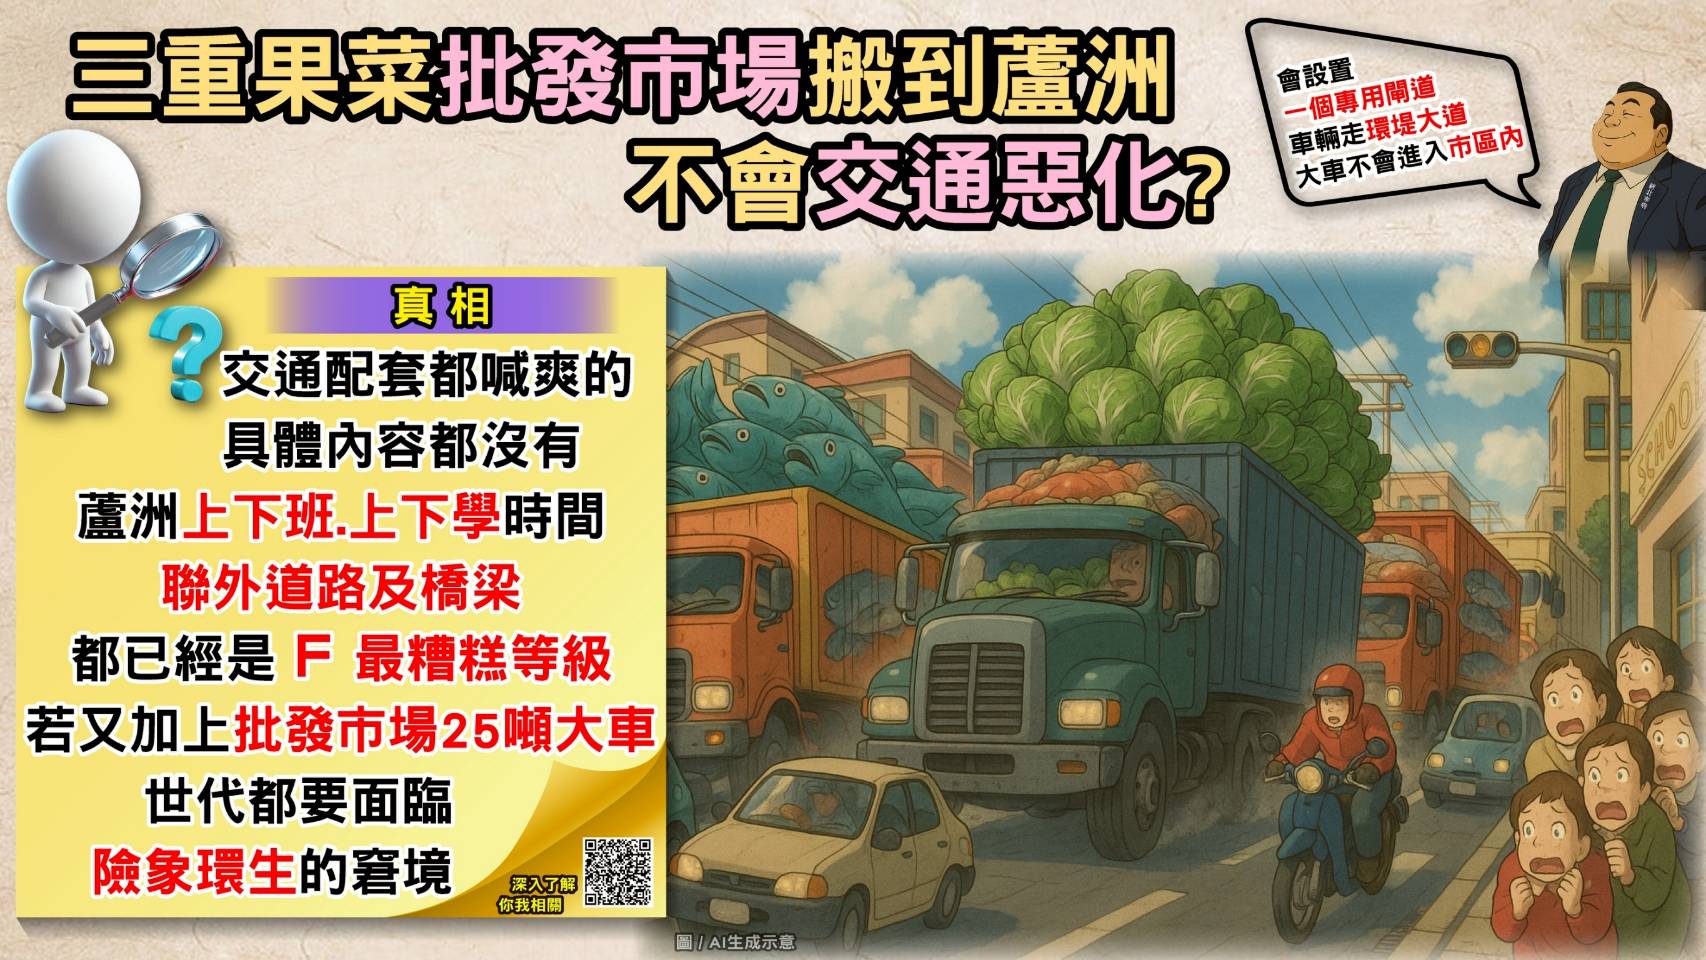 三重果菜批發市場搬到蘆洲
不會交通惡化?
會設置
一個專用閘道
車輛走環堤大道
大車不會進入市區內
真相
交通配套都喊爽的
具體內容都沒有
蘆洲上下班.上下學時間
聯外道路及橋梁
都已經是 F 最糟糕等級
若又加上批發市場25噸大車
世代都要面臨
險象環生的窘境
深入了解
你我相關
SCHOO
圖 / AI生成示意